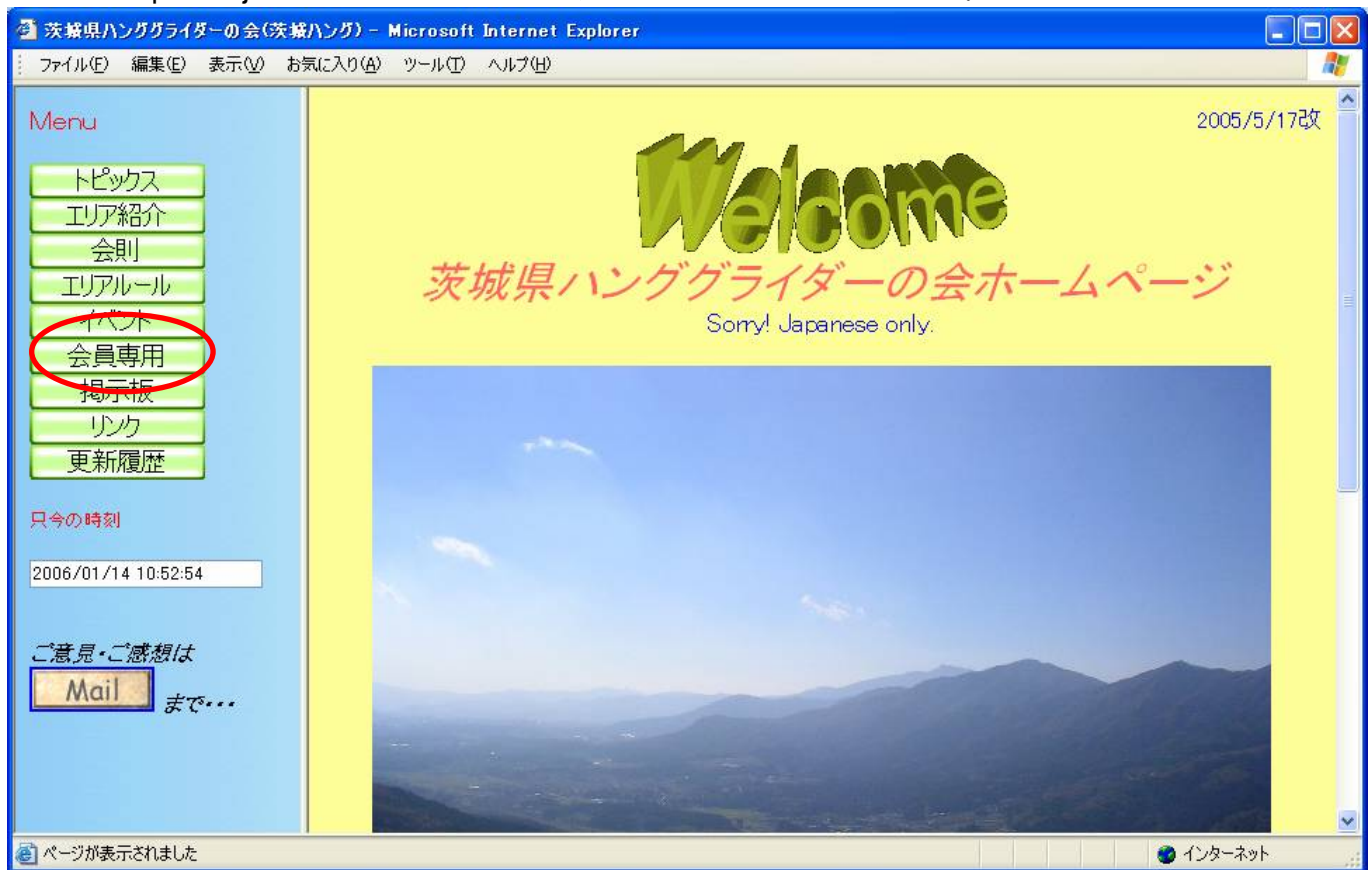 茨城県ハンググライダーの会(茨城ハング) - Microsoft Internet Explorer
ファイル(F) 編集(E) 表示(V) お気に入り(A) ツール(T) ヘルプ(H)
Menu
トピックス
エリア紹介
会則
エリアルール
イベント
会員専用
掲示板
リンク
更新履歴
只今の時刻
2006/01/14 10:52:54
ご意見・ご感想は
Mail まで・・・
2005/5/17改
Welcome
茨城県ハンググライダーの会ホームページ
Sorry! Japanese only.
ページが表示されました
インターネット